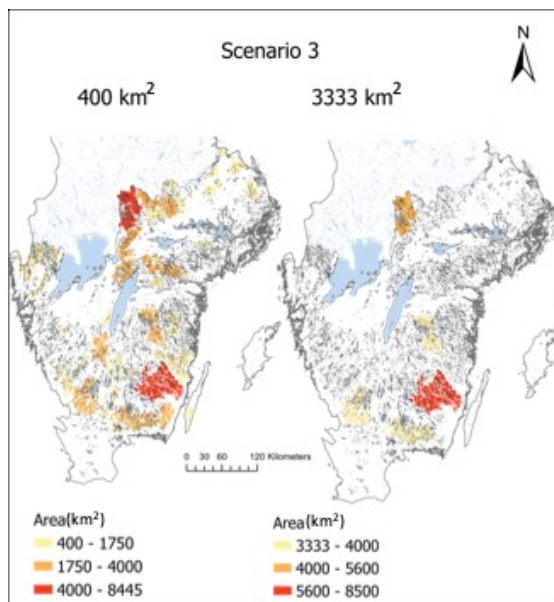 N
Scenario 3
400 km²
3333 km²
0 30 60 120 Kilometers
Area(km²)
400 - 1750
1750 - 4000
4000 - 8445
Area(km²)
3333 - 4000
4000 - 5600
5600 - 8500